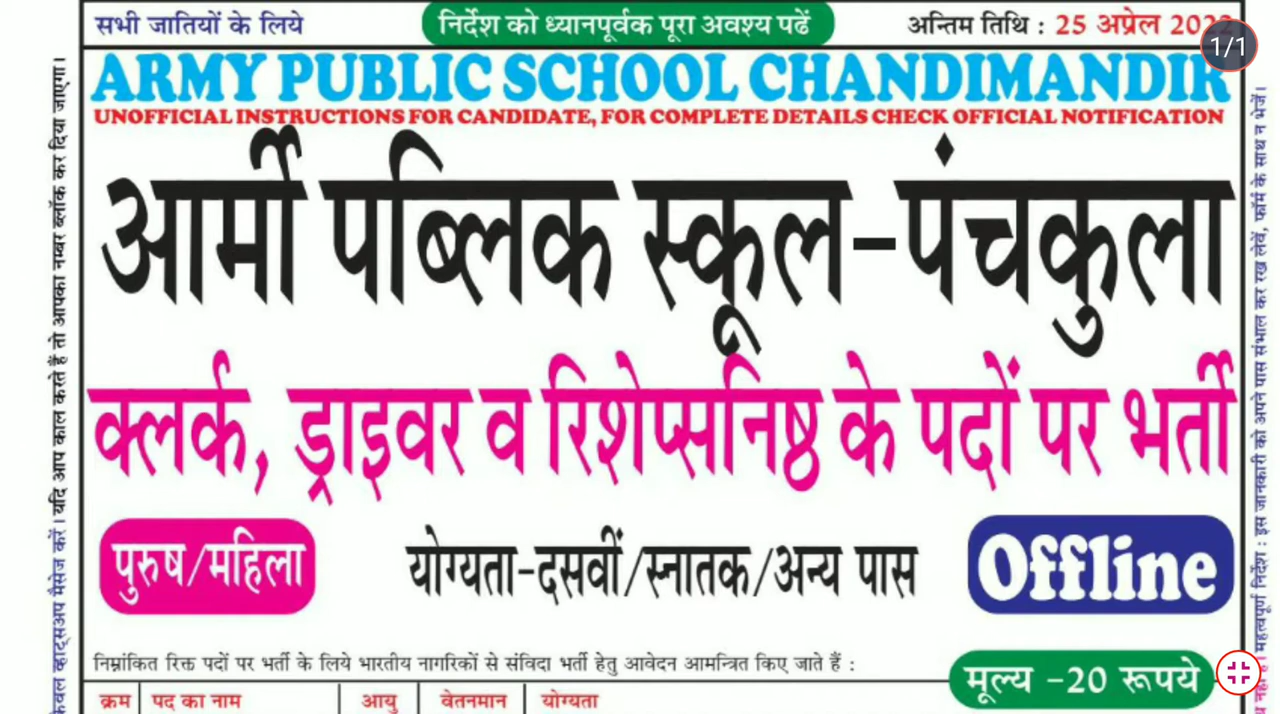 सभी जातियों के लिये
निर्देश को ध्यानपूर्वक पूरा अवश्य पढें
अन्तिम तिथि : 25 अप्रेल
1/1
ARMY PUBLIC SCHOOL CHANDIMANDIR
UNOFFICIAL INSTRUCTIONS FOR CANDIDATE, FOR COMPLETE DETAILS CHECK OFFICIAL NOTIFICATION
आर्मी पब्लिक स्कूल-पंचकुला
क्लर्क, ड्राइवर व रिशेप्सनिष्ठ के पदों पर भर्ती
पुरुष/महिला
योग्यता-दसवीं/स्नातक/अन्य पास
Offline
निम्नांकित रिक्त पदों पर भर्ती के लिये भारतीय नागरिकों से संविदा भर्ती हेतु आवेदन आमन्त्रित किए जाते हैं :
मूल्य -20 रूपये
क्रम पद का नाम आयु वेतनमान योग्यता
व्हाट्सअप मैसेज करें। यदि आप काल करते हैं तो आपका नम्बर ब्लॉक कर दिया जाएगा।
महत्वपूर्ण निर्देश : इस जानकारी को अपने पास संभाल कर रख लेवें, फॉर्म के साथ न भेजें।